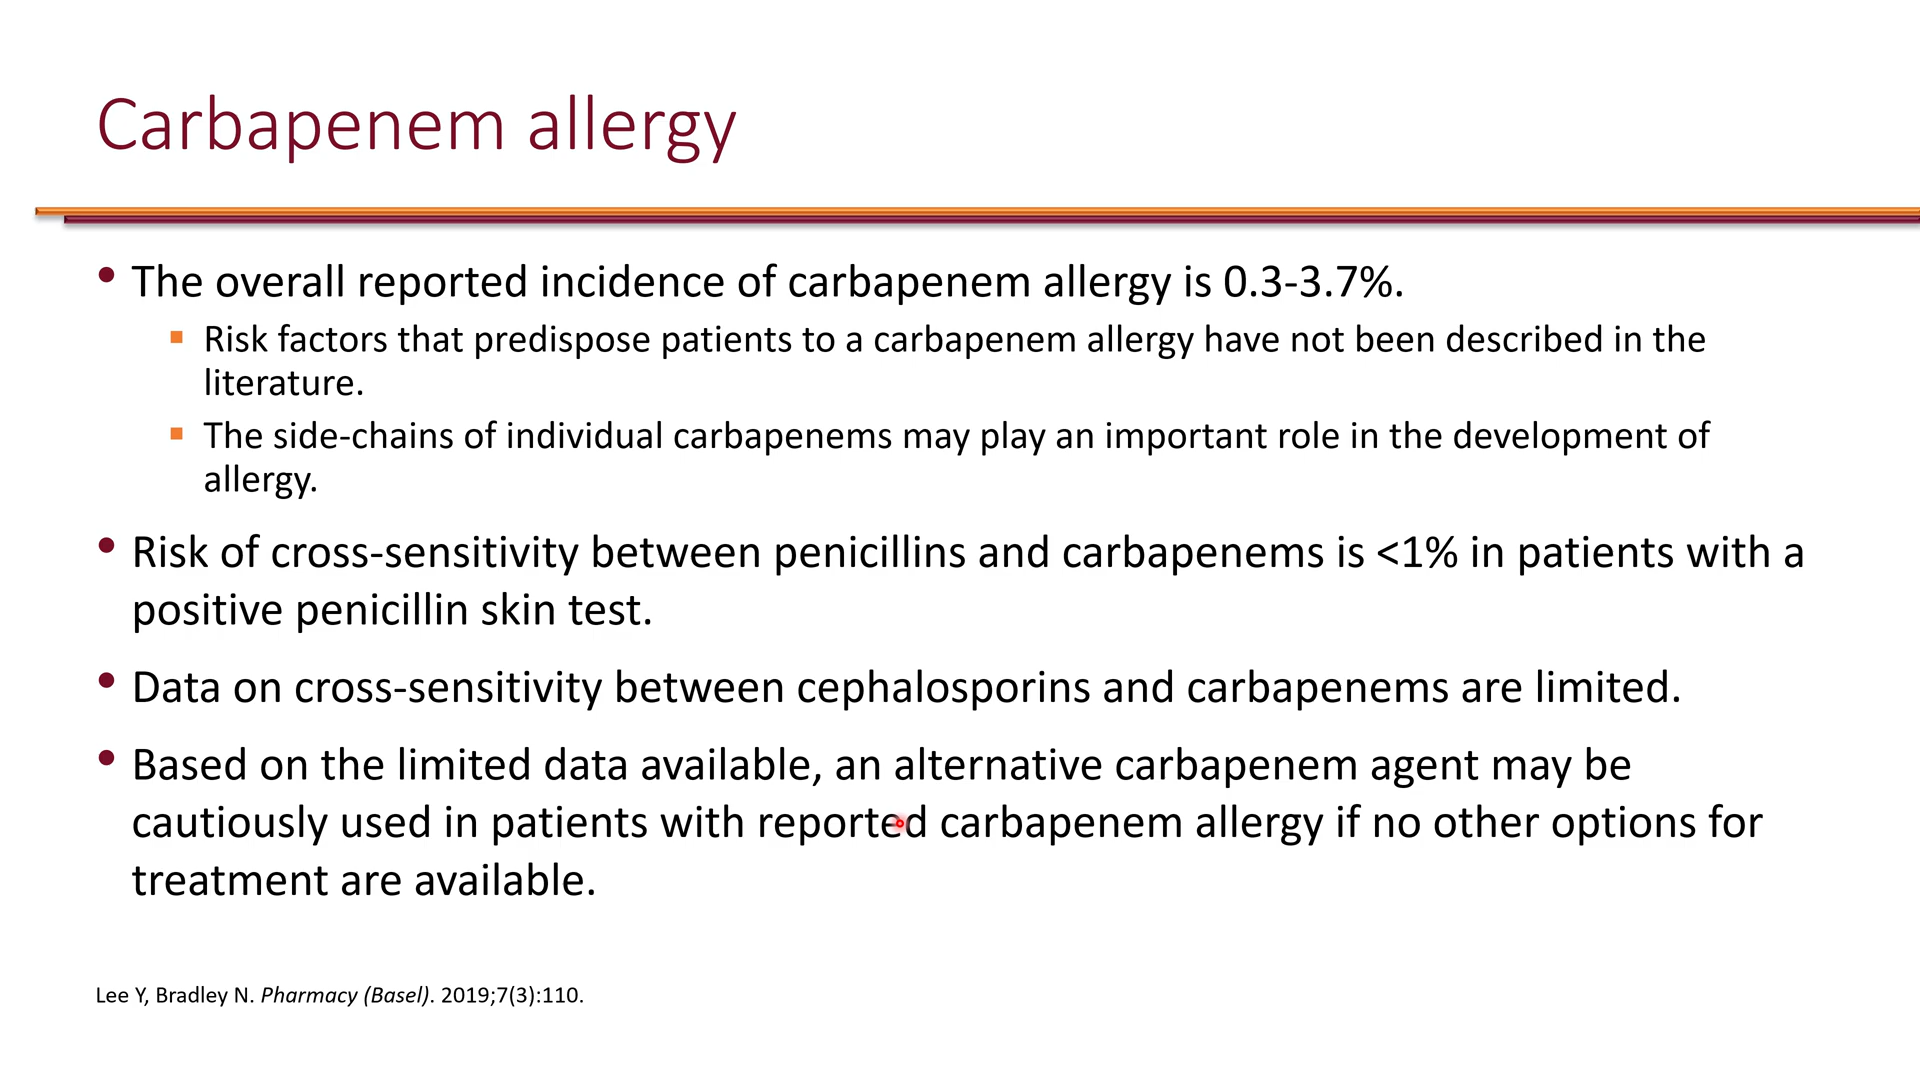 Carbapenem allergy
• The overall reported incidence of carbapenem allergy is 0.3-3.7%.
▪ Risk factors that predispose patients to a carbapenem allergy have not been described in the
literature.
▪ The side-chains of individual carbapenems may play an important role in the development of
allergy.
• Risk of cross-sensitivity between penicillins and carbapenems is <1% in patients with a
positive penicillin skin test.
• Data on cross-sensitivity between cephalosporins and carbapenems are limited.
• Based on the limited data available, an alternative carbapenem agent may be
cautiously used in patients with reported carbapenem allergy if no other options for
treatment are available.
Lee Y, Bradley N. Pharmacy (Basel). 2019;7(3):110.